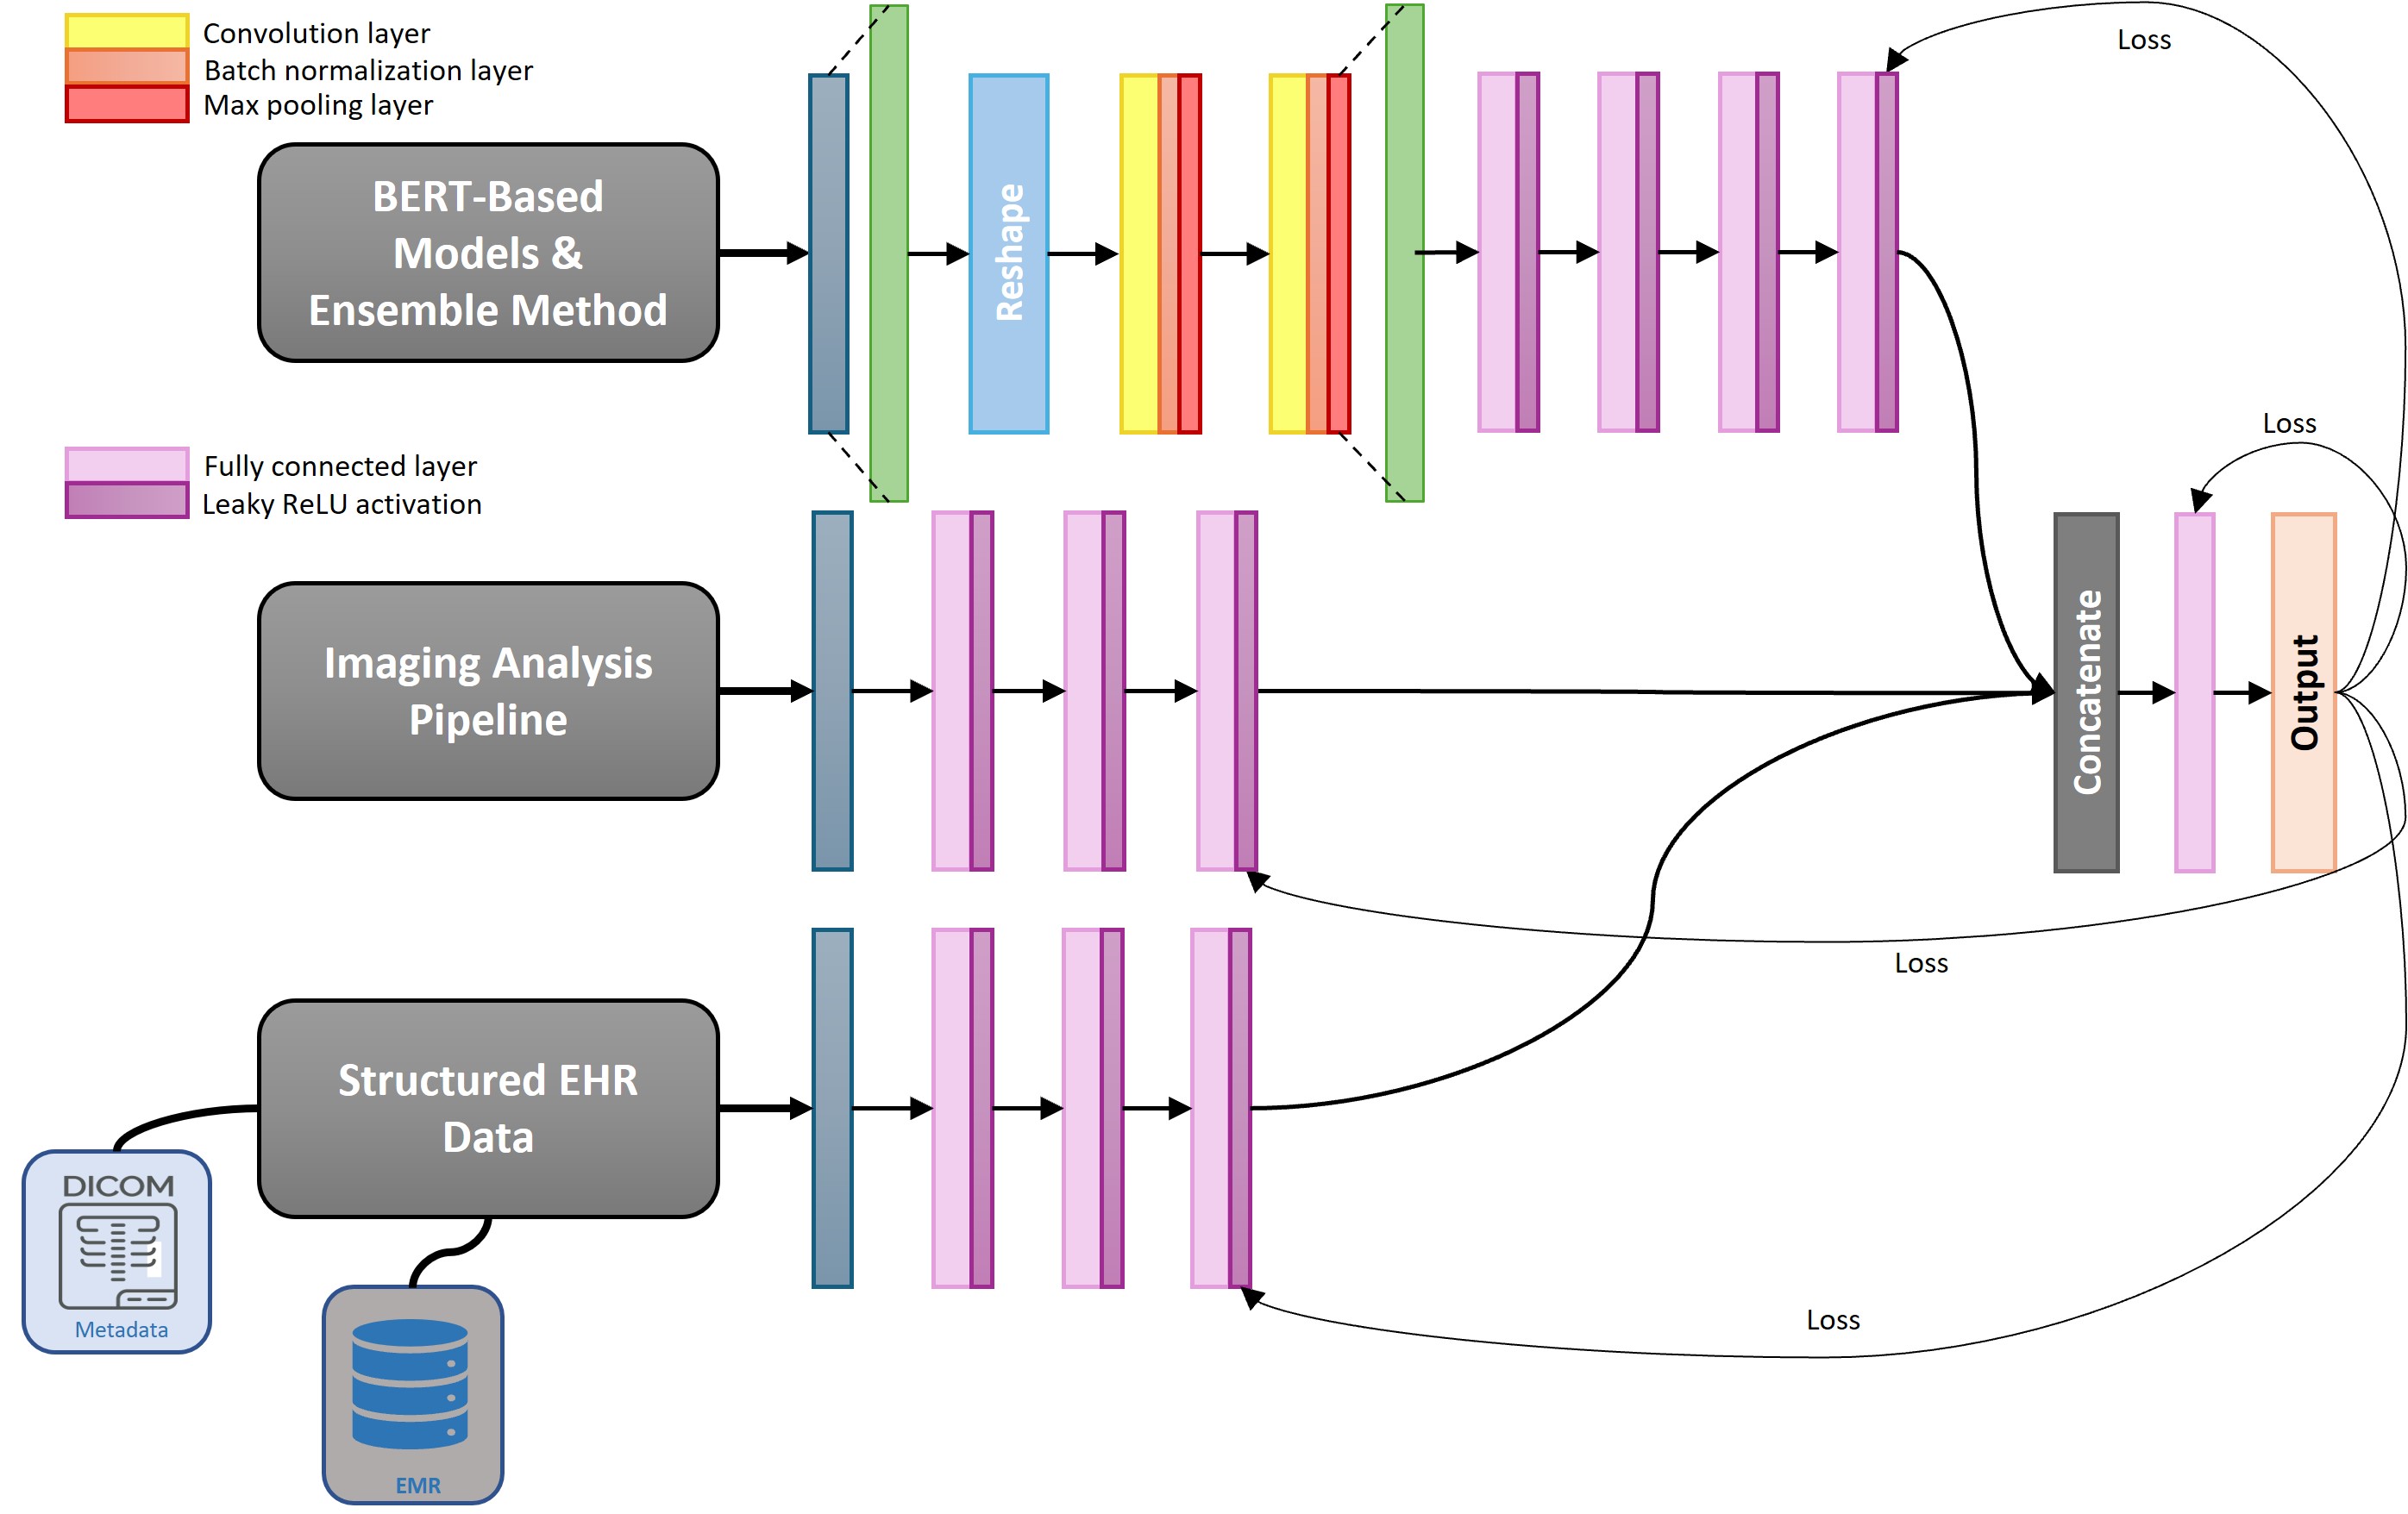 Convolution layer
Batch normalization layer
Max pooling layer
Loss
BERT-Based
Models &
Ensemble Method
Reshape
Loss
Fully connected layer
Leaky ReLU activation
Imaging Analysis
Pipeline
Concatenate
Output
Loss
Structured EHR
Data
DICOM
Metadata
Loss
EMR